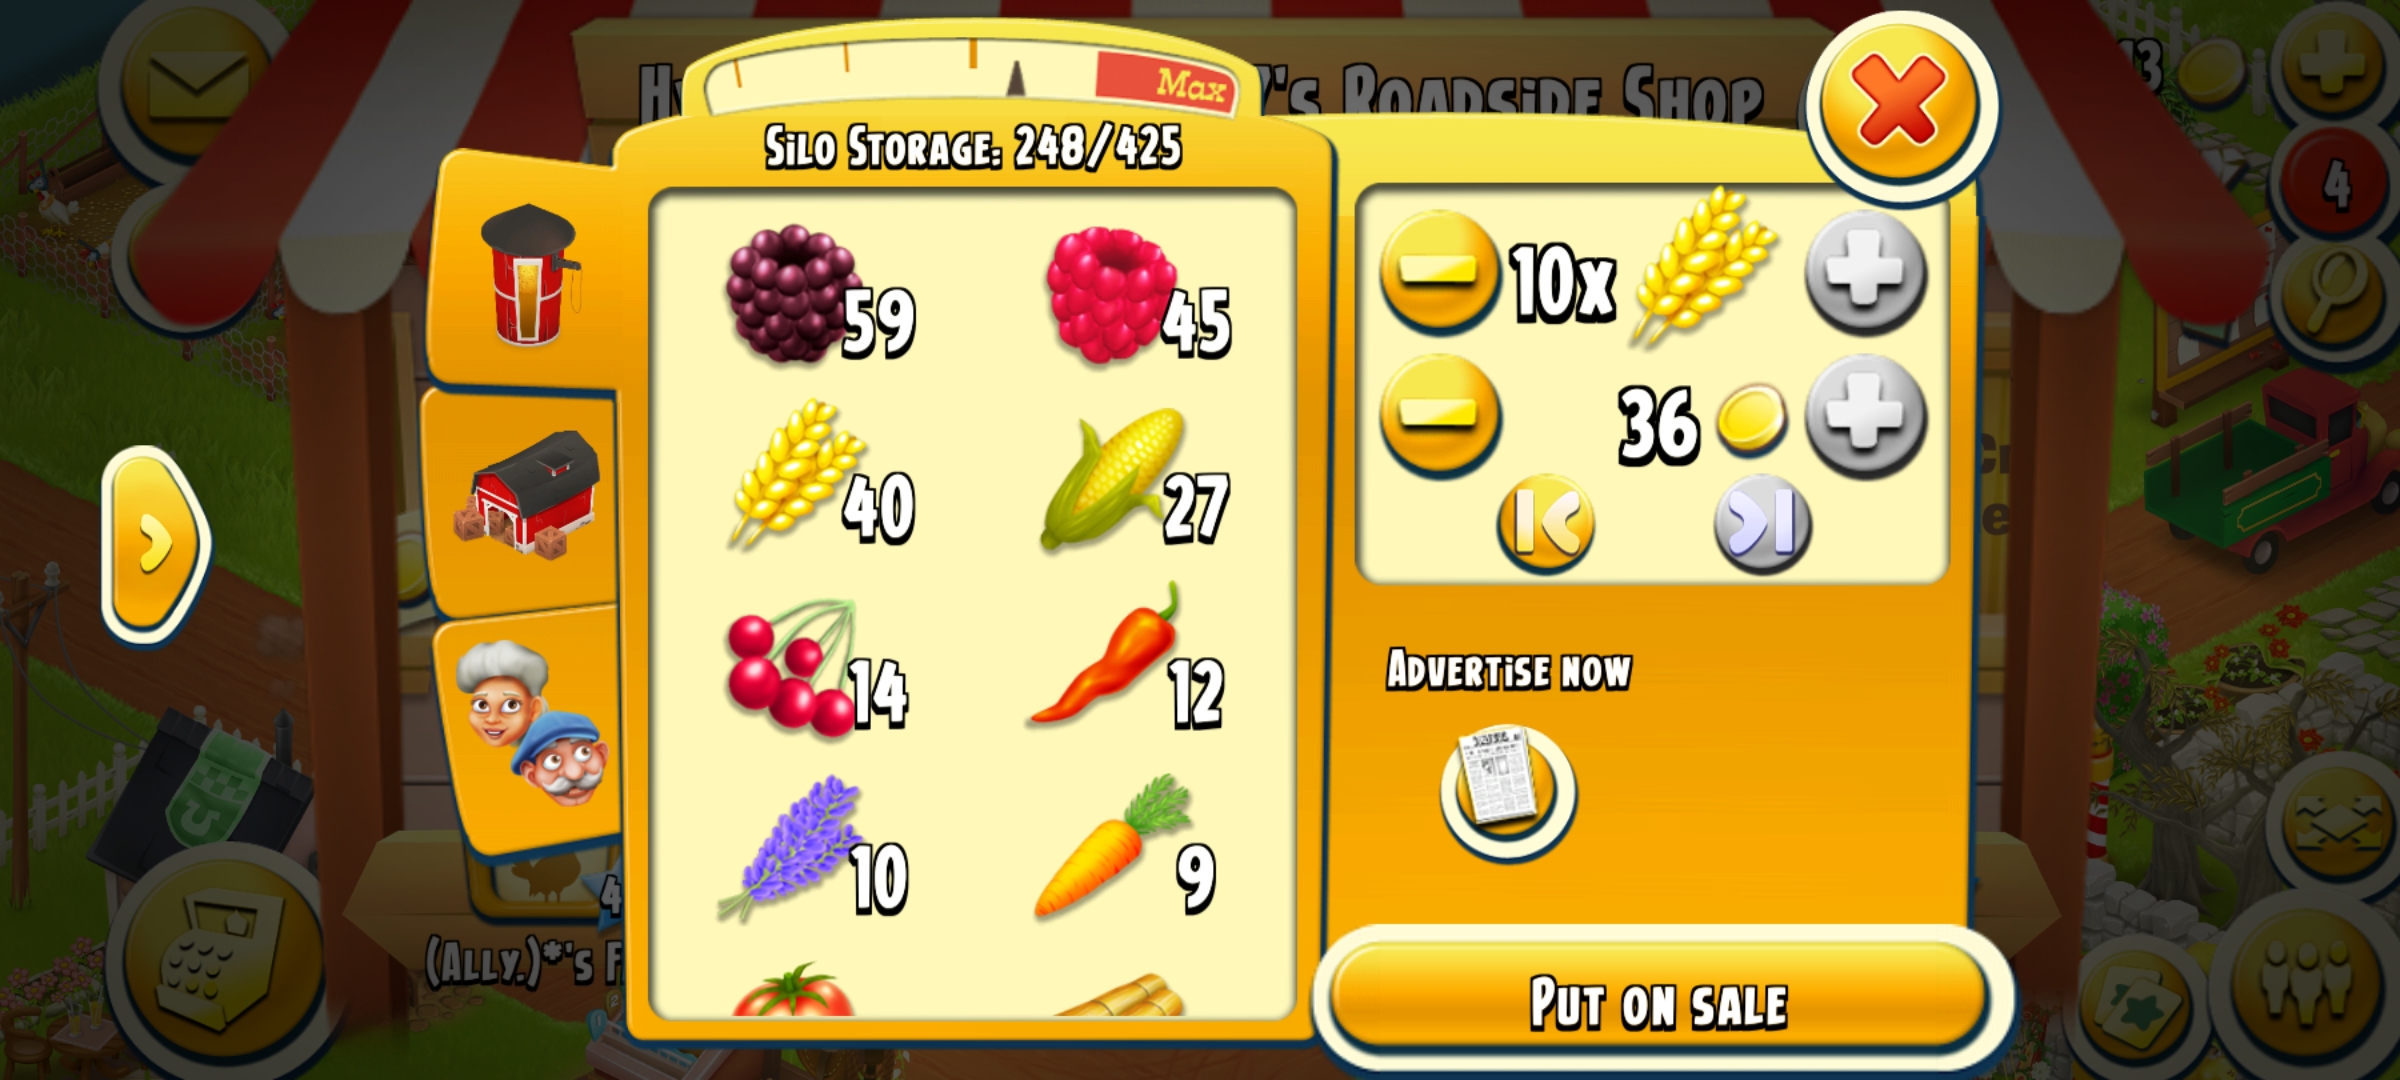 Max
's Roadside Shop
Silo Storage: 248/425
59
45
40
27
14
12
10
9
10x
36
Advertise now
Put on sale
4
(Ally.)*'s